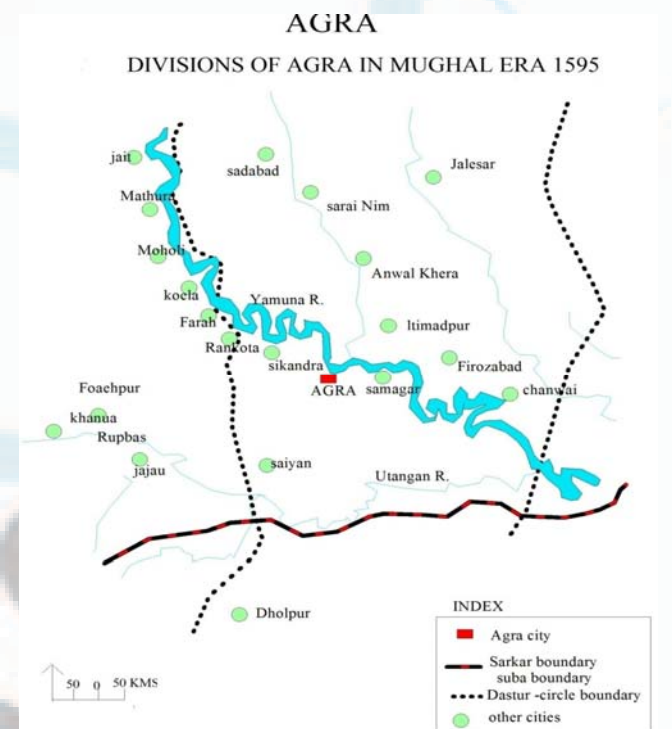 AGRA
DIVISIONS OF AGRA IN MUGHAL ERA 1595
jait
sadabad
Jalesar
Mathura
sarai Nim
Moholi
Anwal Khera
koela
Yamuna R.
Farah
Itimadpur
Rankota
sikandra
Firozabad
AGRA
samagar
chanwai
Foaehpur
khanua
Rupbas
jajau
saiyan
Utangan R.
Dholpur
INDEX
Agra city
Sarkar boundary
suba boundary
Dastur -circle boundary
other cities
50 0 50 KMS